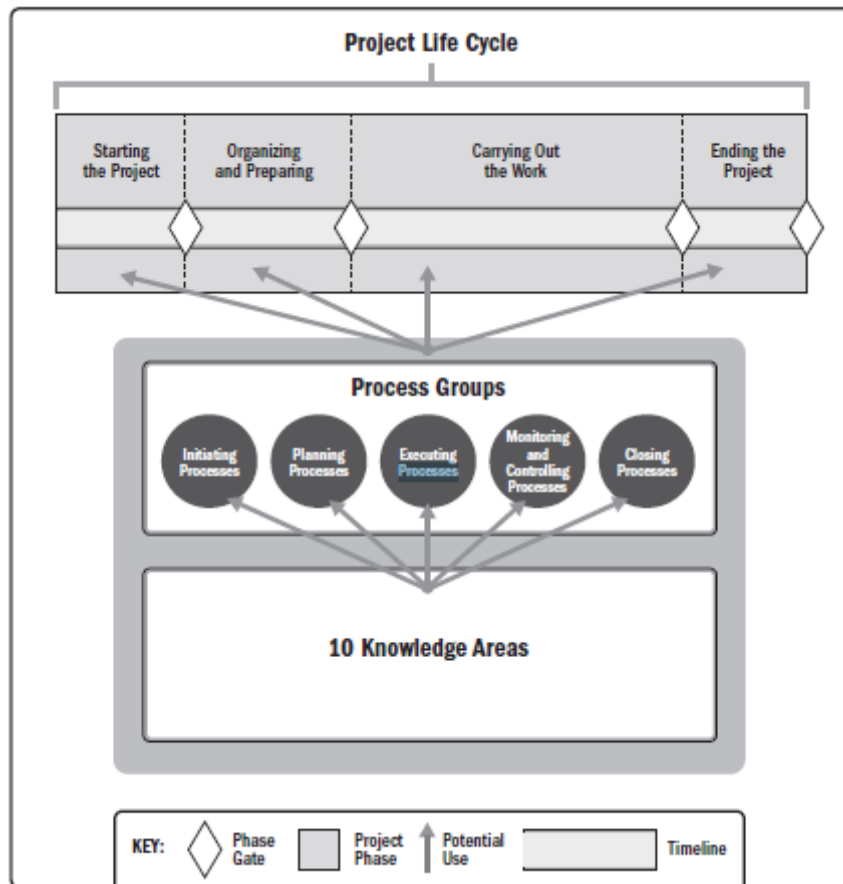 Project Life Cycle
Starting
the Project
Organizing
and Preparing
Carrying Out
the Work
Ending the
Project
Process Groups
Initiating
Processes
Planning
Processes
Executing
Processes
Monitoring
and
Controlling
Processes
Closing
Processes
10 Knowledge Areas
KEY:
Phase
Gate
Project
Phase
Potential
Use
Timeline